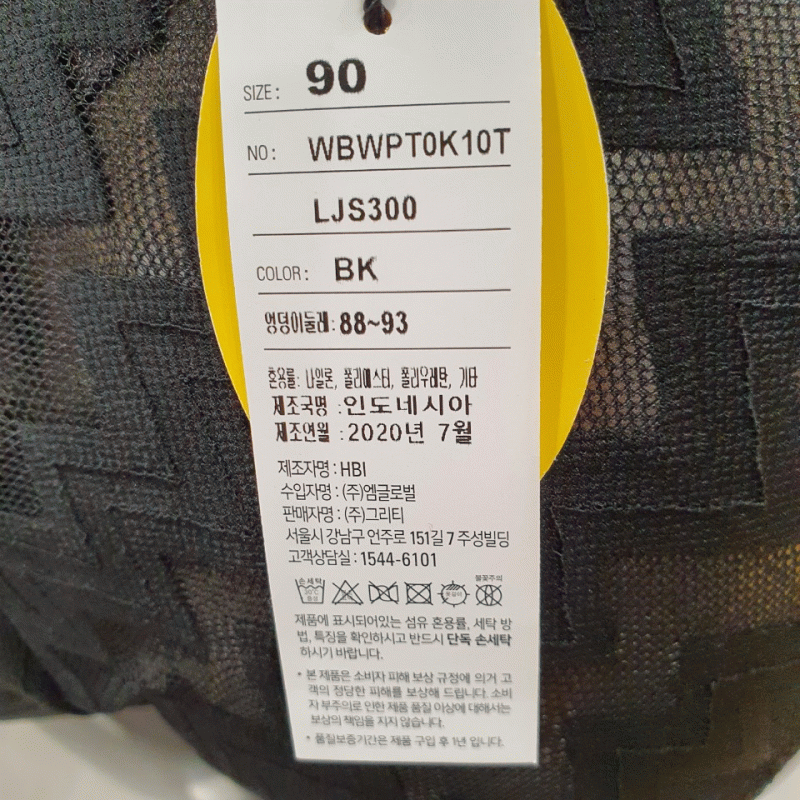 SIZE: 90
NO: WBWPT0K10T
LJS300
COLOR: BK
엉덩이둘레:88~93
혼용률: 나일론, 폴리에스터, 폴리우레탄, 기타
제조국명 :인도네시아
제조연월 :2020년 7월
제조자명 : HBI
수입자명 : (주)엠글로벌
판매자명 : (주)그리티
서울시 강남구 언주로 151길 7 주성빌딩
고객상담실 : 1544-6101
손세탁 불꽃주의
30℃
중성
제품에 표시되어있는 섬유 혼용률, 세탁 방
법, 특징을 확인하시고 반드시 단독 손세탁
하시기 바랍니다.
* 본 제품은 소비자 피해 보상 규정에 의거 고
객의 정당한 피해를 보상해 드립니다. 소비
자 부주의로 인한 제품 품질 이상에 대해서는
보상의 책임을 지지 않습니다.
* 품질보증기간은 제품 구입 후 1년 입니다.